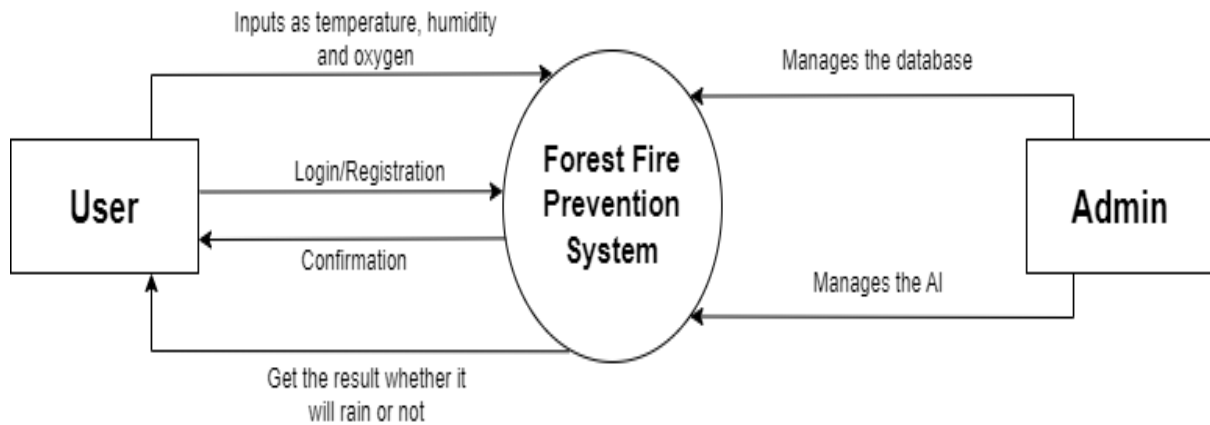 Inputs as temperature, humidity
and oxygen
Manages the database
Login/Registration
Forest Fire
Prevention
System
User
Admin
Confirmation
Manages the AI
Get the result whether it
will rain or not